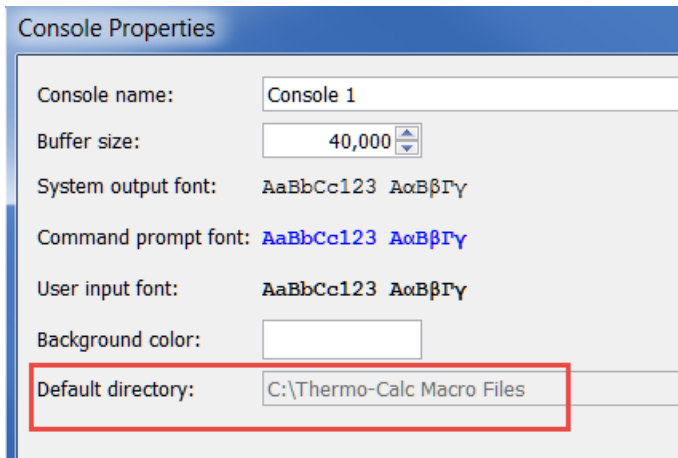 Console Properties
Console name: Console 1
Buffer size: 40,000
System output font: AaBbCc123 AαBβΓγ
Command prompt font: AaBbCc123 AαBβΓγ
User input font: AaBbCc123 AαBβΓγ
Background color:
Default directory: C:\Thermo-Calc Macro Files